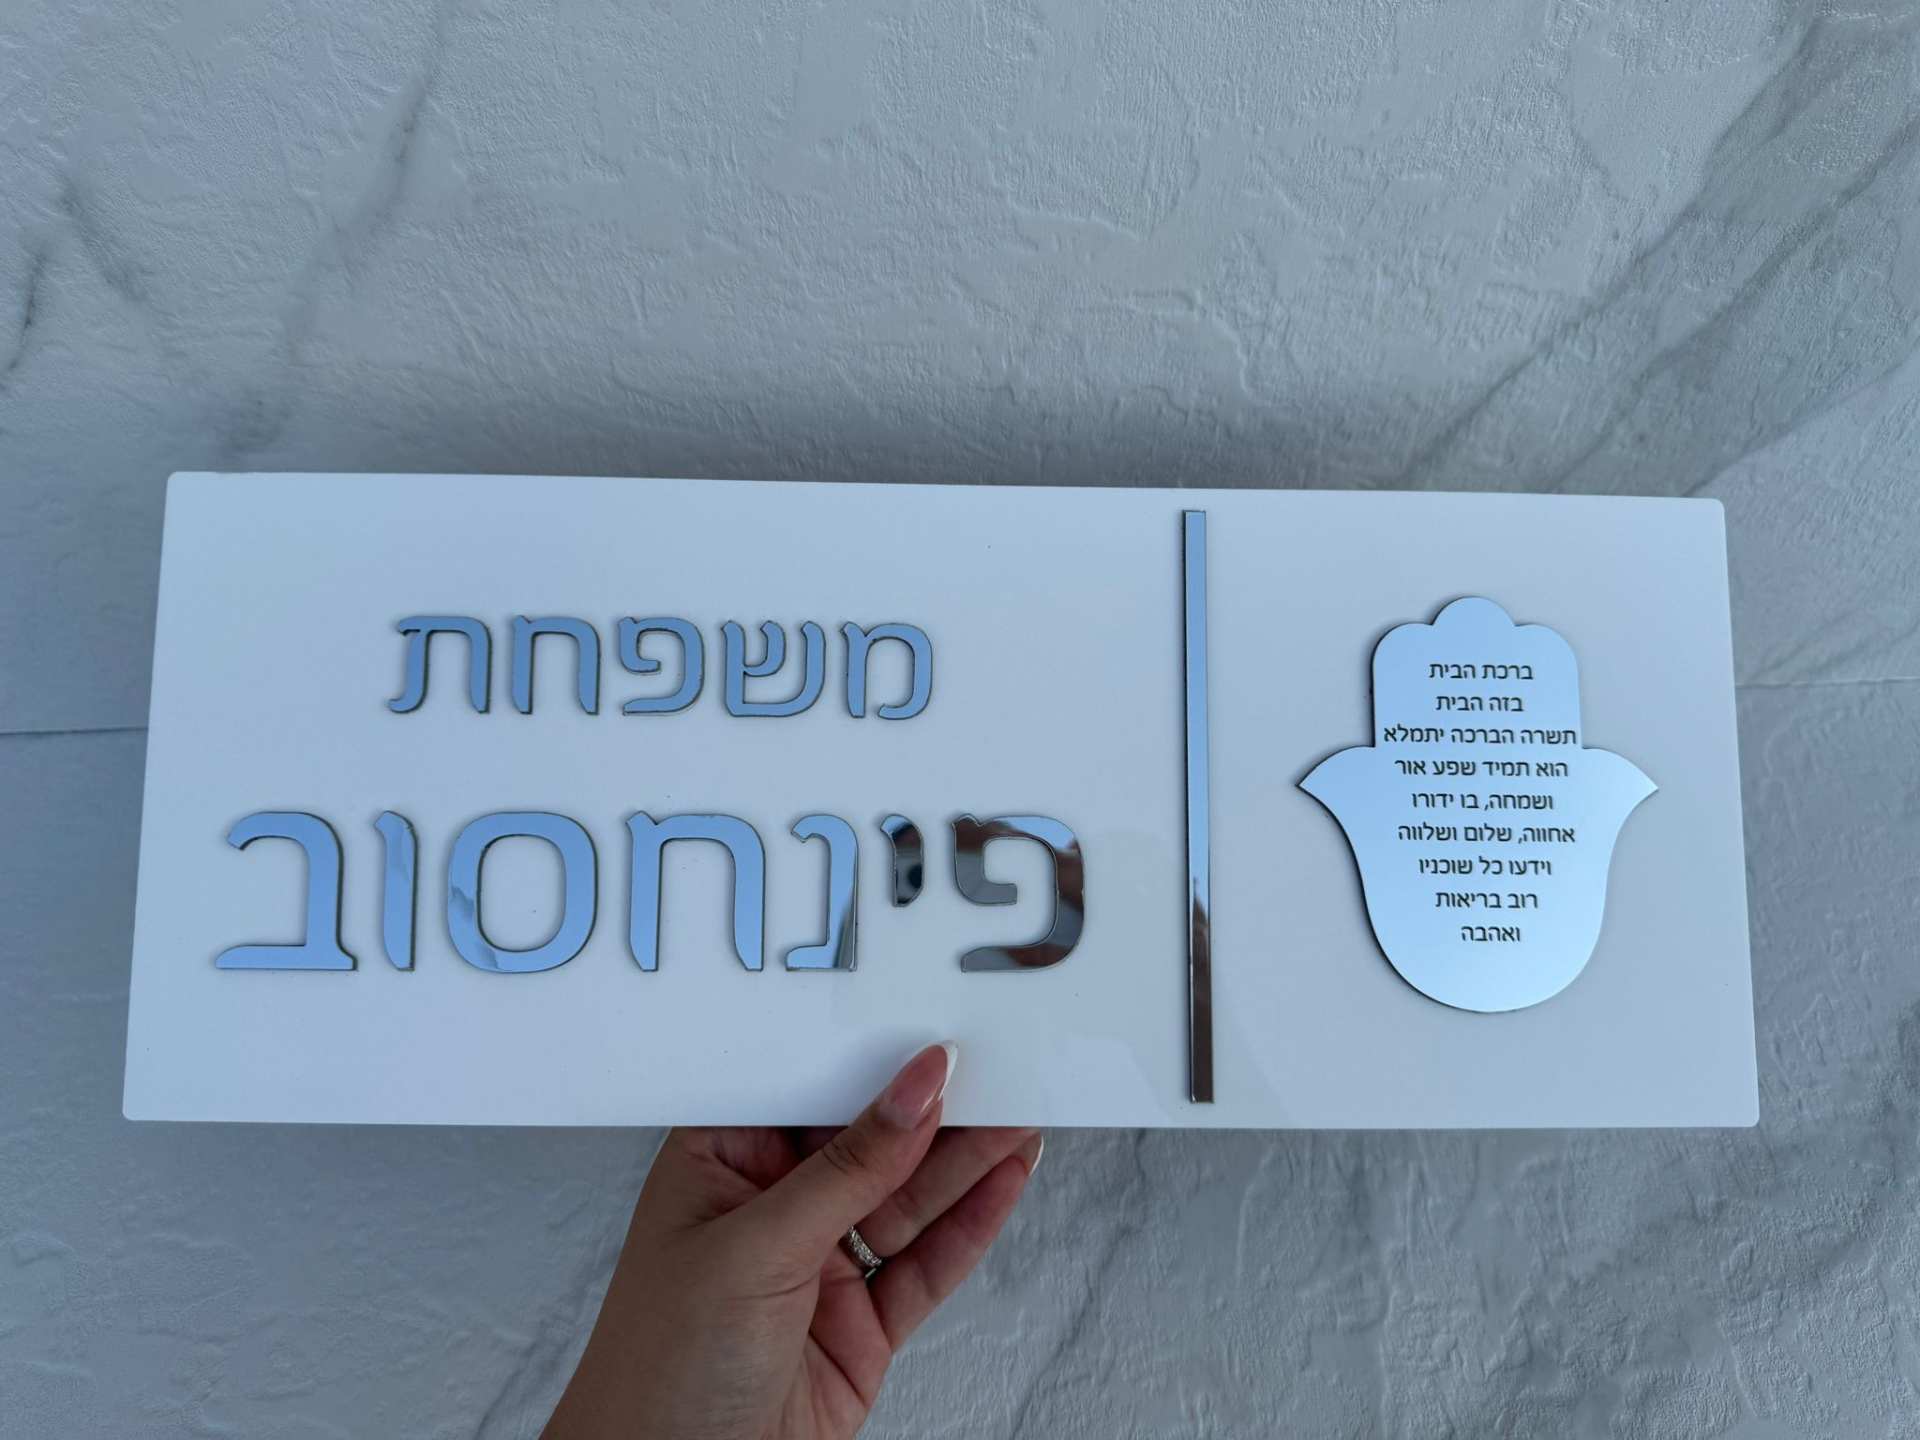 משפחת
פינחסוב
ברכת הבית
בזה הבית
תשרה הברכה יתמלא
הוא תמיד שפע אור
ושמחה, בו ידורו
אחווה, שלום ושלווה
וידעו כל שוכניו
רוב בריאות
ואהבה